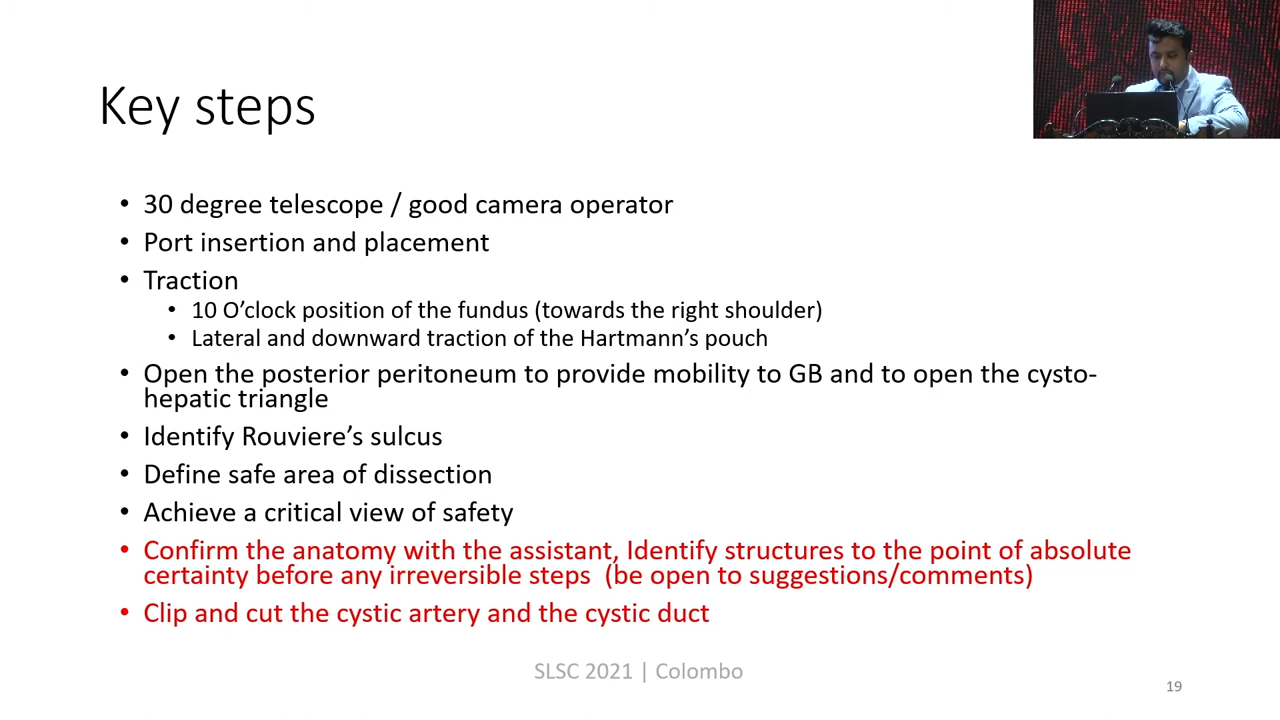 Key steps
• 30 degree telescope / good camera operator
• Port insertion and placement
• Traction
• 10 O’clock position of the fundus (towards the right shoulder)
• Lateral and downward traction of the Hartmann’s pouch
• Open the posterior peritoneum to provide mobility to GB and to open the cysto-
hepatic triangle
• Identify Rouviere’s sulcus
• Define safe area of dissection
• Achieve a critical view of safety
• Confirm the anatomy with the assistant, Identify structures to the point of absolute
certainty before any irreversible steps  (be open to suggestions/comments)
• Clip and cut the cystic artery and the cystic duct
SLSC 2021 | Colombo
19